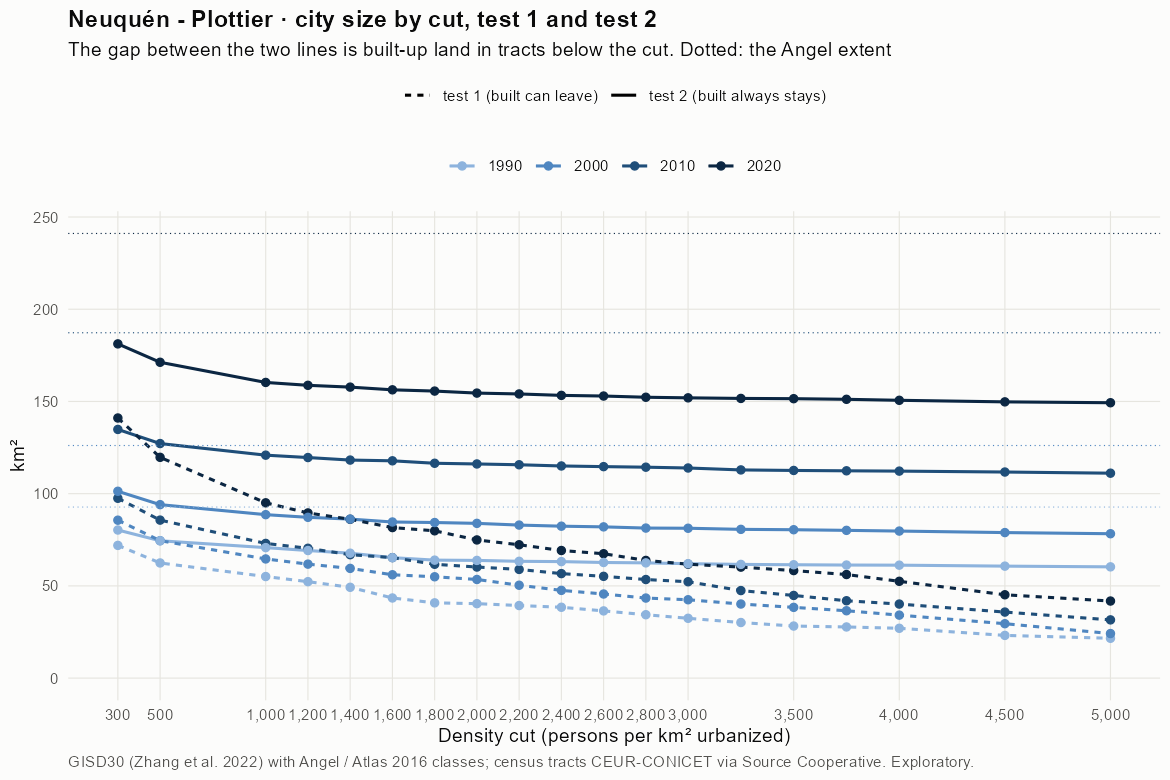 Neuquén - Plottier · city size by cut, test 1 and test 2
The gap between the two lines is built-up land in tracts below the cut. Dotted: the Angel extent
test 1 (built can leave) test 2 (built always stays)
1990 2000 2010 2020
250
200
150
100
50
0
km²
300 500 1,000 1,200 1,400 1,600 1,800 2,000 2,200 2,400 2,600 2,800 3,000 3,500 4,000 4,500 5,000
Density cut (persons per km² urbanized)
GISD30 (Zhang et al. 2022) with Angel / Atlas 2016 classes; census tracts CEUR-CONICET via Source Cooperative. Exploratory.